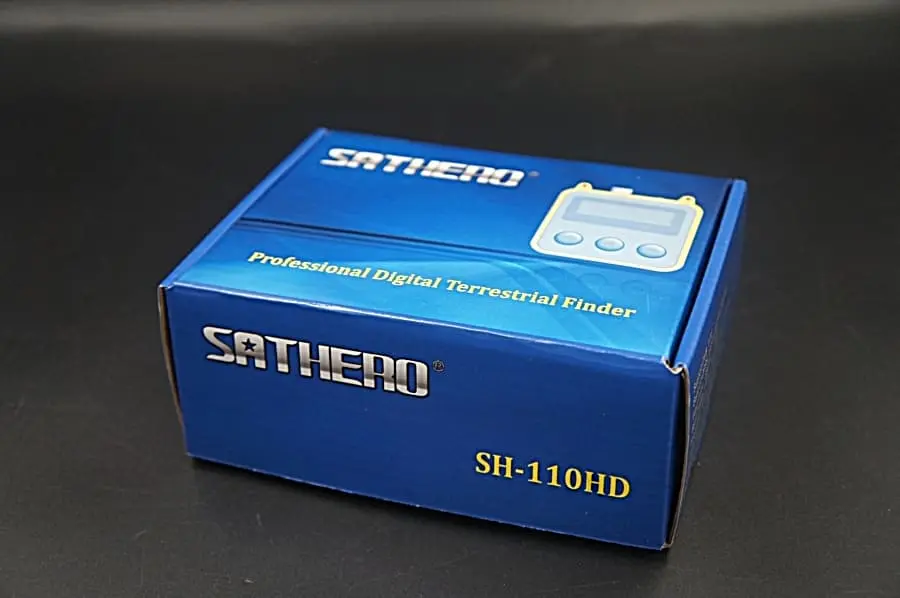 SATHERO®
Professional Digital Terrestrial Finder
SATHERO®
SH-110HD